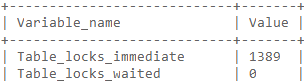 +----------------------------+-------+
| Variable_name              | Value |
+----------------------------+-------+
| Table_locks_immediate      | 1389  |
| Table_locks_waited         | 0     |